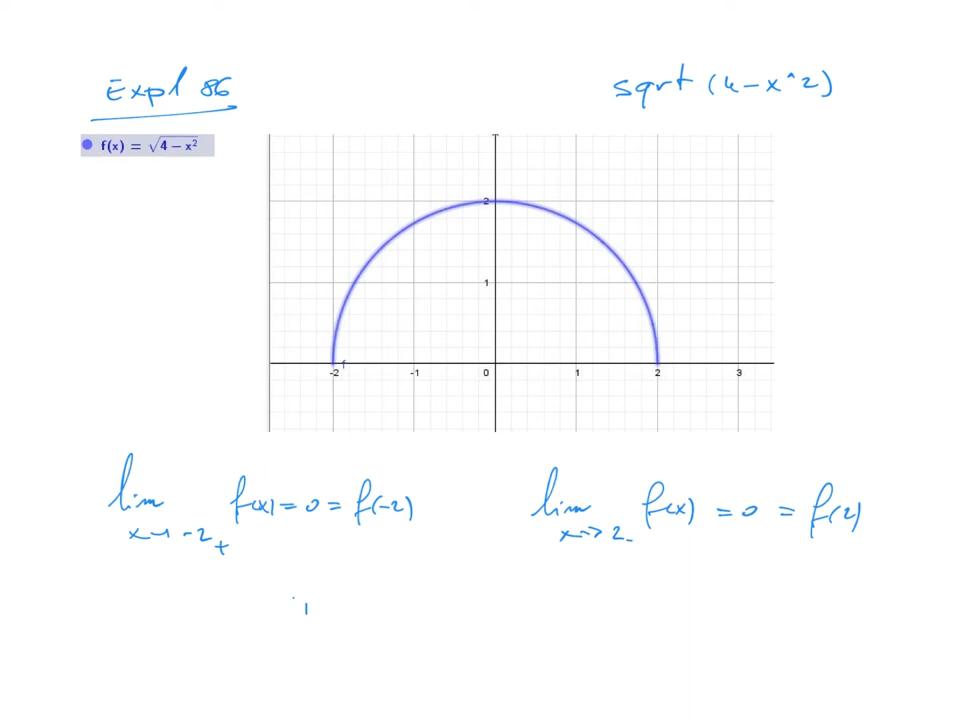 Expl 86
sqrt (4-x^2)
f(x) = √4 − x²
2
1
-2 f -1 0 1 2 3
lim f(x) = 0 = f(-2)
x→ -2+
lim f(x) = 0 = f(2)
x→ 2-